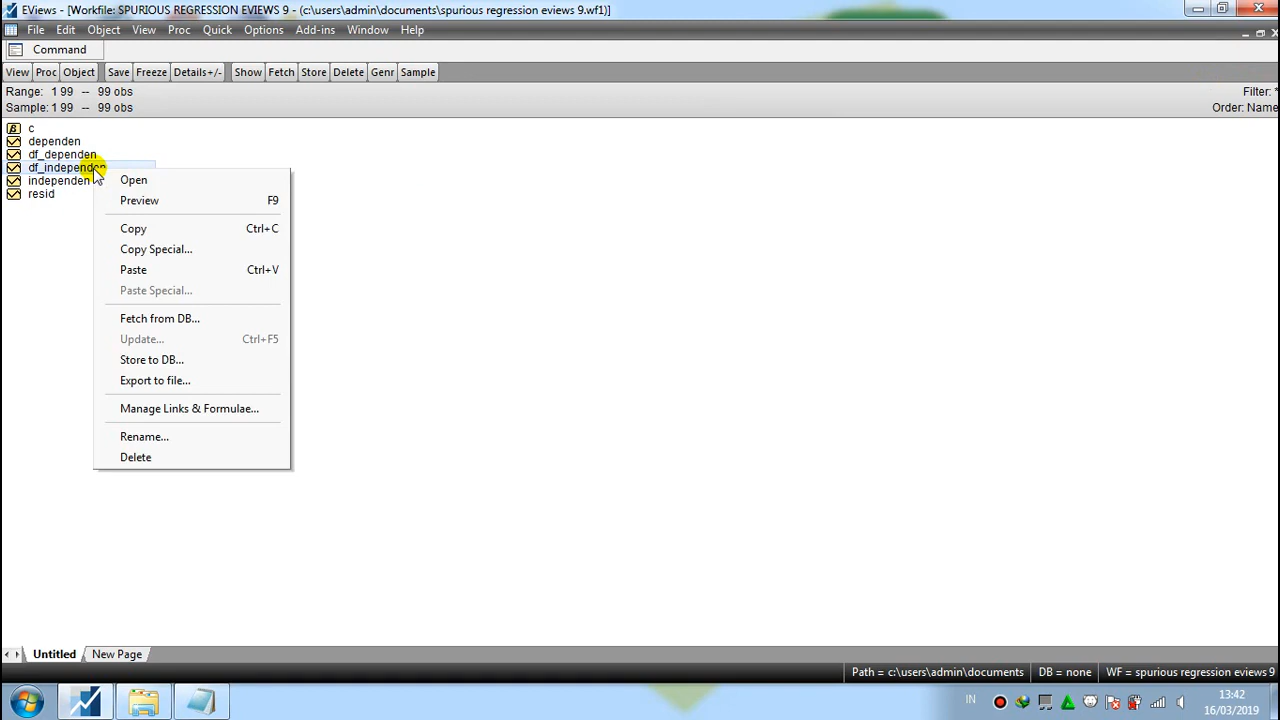 EViews - [Workfile: SPURIOUS REGRESSION EVIEWS 9 - (c:\users\admin\documents\spurious regression eviews 9.wf1)]
File Edit Object View Proc Quick Options Add-ins Window Help
Command
View Proc Object Save Freeze Details+/- Show Fetch Store Delete Genr Sample
Range: 1 99 -- 99 obs Filter: *
Sample: 1 99 -- 99 obs Order: Name
c
dependen
df_dependen
df_independen
independen
resid
Open
Preview F9
Copy Ctrl+C
Copy Special...
Paste Ctrl+V
Paste Special...
Fetch from DB...
Update... Ctrl+F5
Store to DB...
Export to file...
Manage Links & Formulae...
Rename...
Delete
Untitled New Page
Path = c:\users\admin\documents DB = none WF = spurious regression eviews 9
IN 13:42
16/03/2019